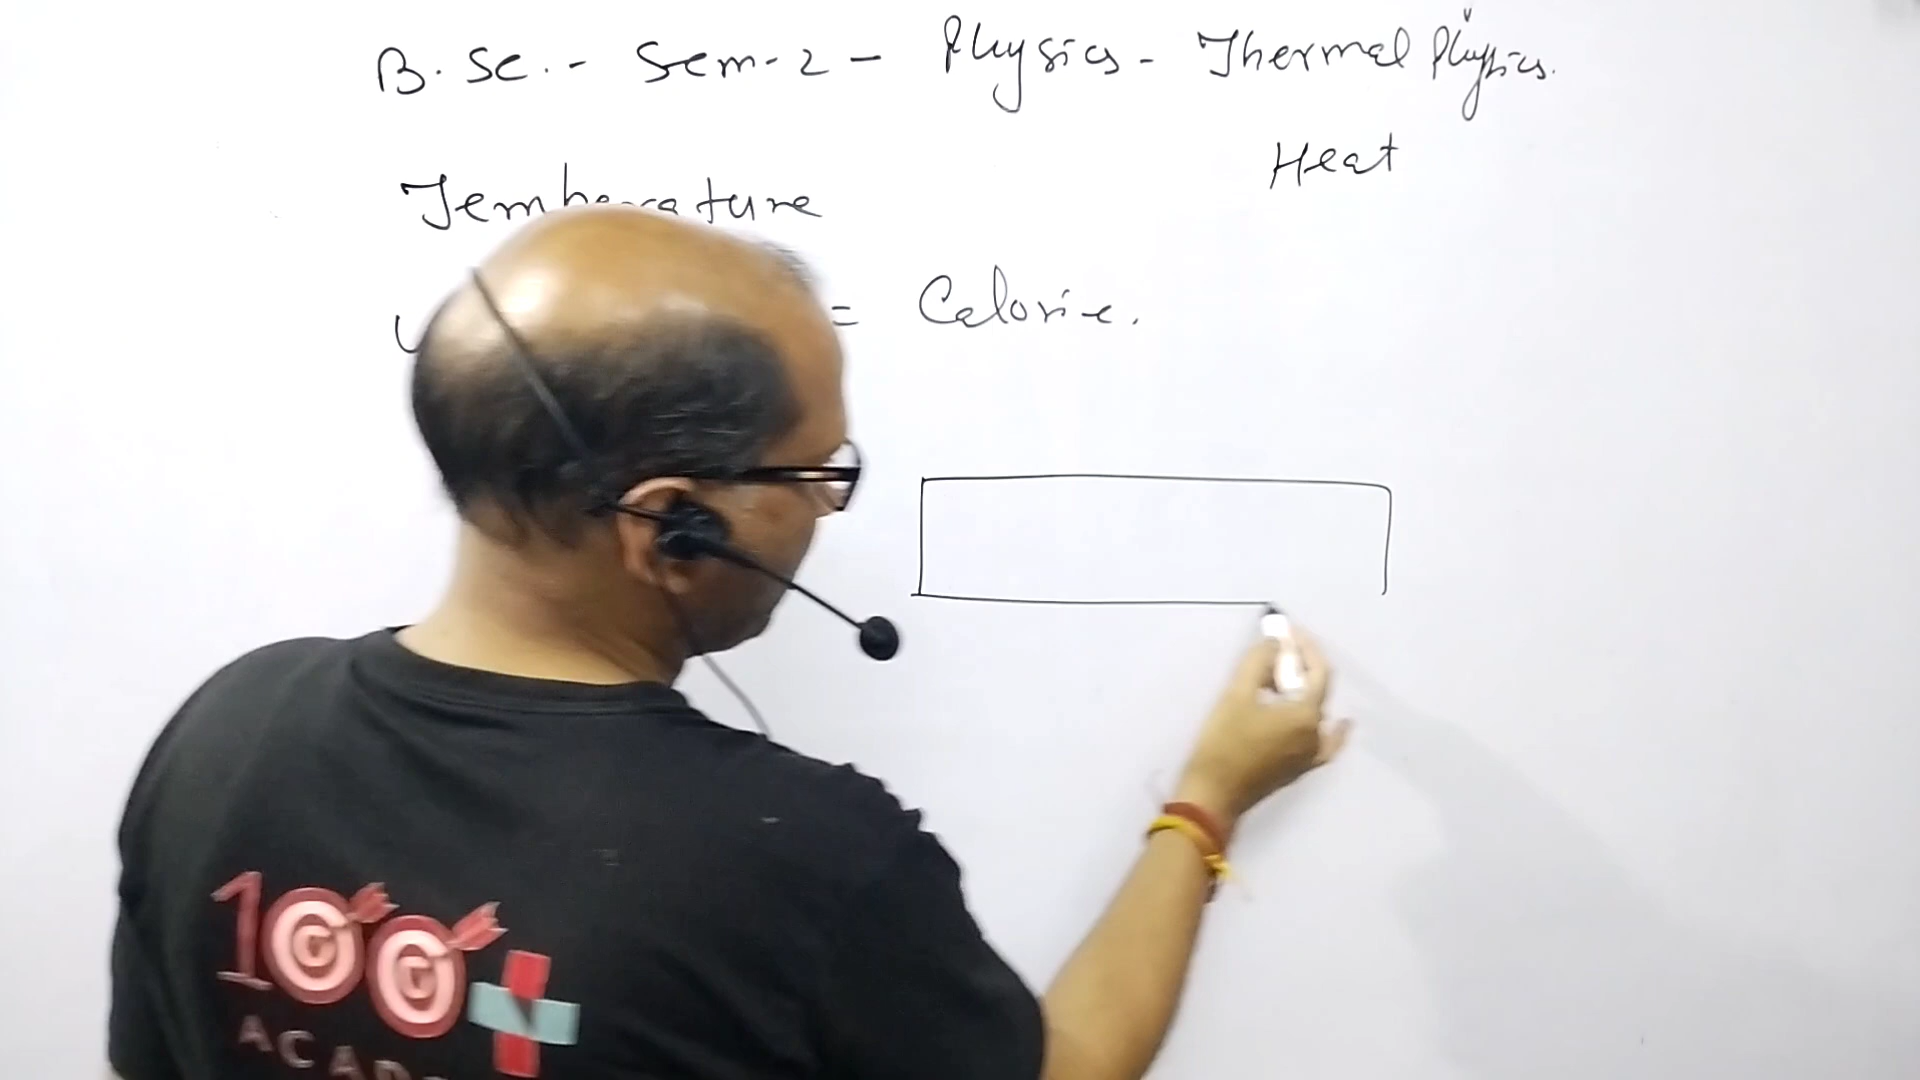 B.Sc.- Sem-2 - Physics - Thermal Physics.
Heat
Temperature
= Calorie.
100+
ACAD